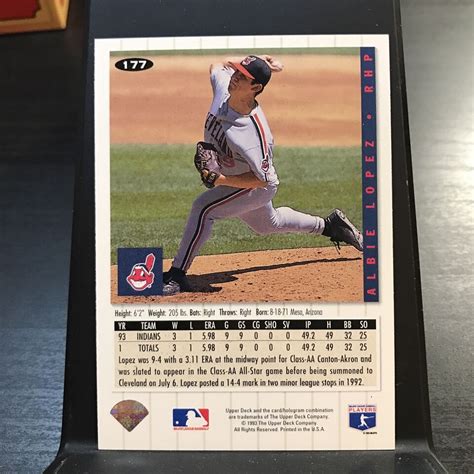 177
ALBIE LOPEZ • RHP
CLEVELAND
Height: 6'2" Weight: 205 lbs. Bats: Right Throws: Right Born: 8-18-71 Mesa, Arizona
YR TEAM W L ERA G GS CG SHO SV IP H BB SO
93 INDIANS 3 1 5.98 9 9 0 0 0 49.2 49 32 25
1 TOTALS 3 1 5.98 9 9 0 0 0 49.2 49 32 25
Lopez was 9-4 with a 3.11 ERA at the midway point for Class-AA Canton-Akron and
was slated to appear in the Class-AA All-Star game before being summoned to
Cleveland on July 6. Lopez posted a 14-4 mark in two minor league stops in 1992.
Upper Deck and the card/hologram combination
are trademarks of The Upper Deck Company.
© 1993 The Upper Deck Company.
All Rights Reserved. Printed in the U.S.A.
PLAYERS